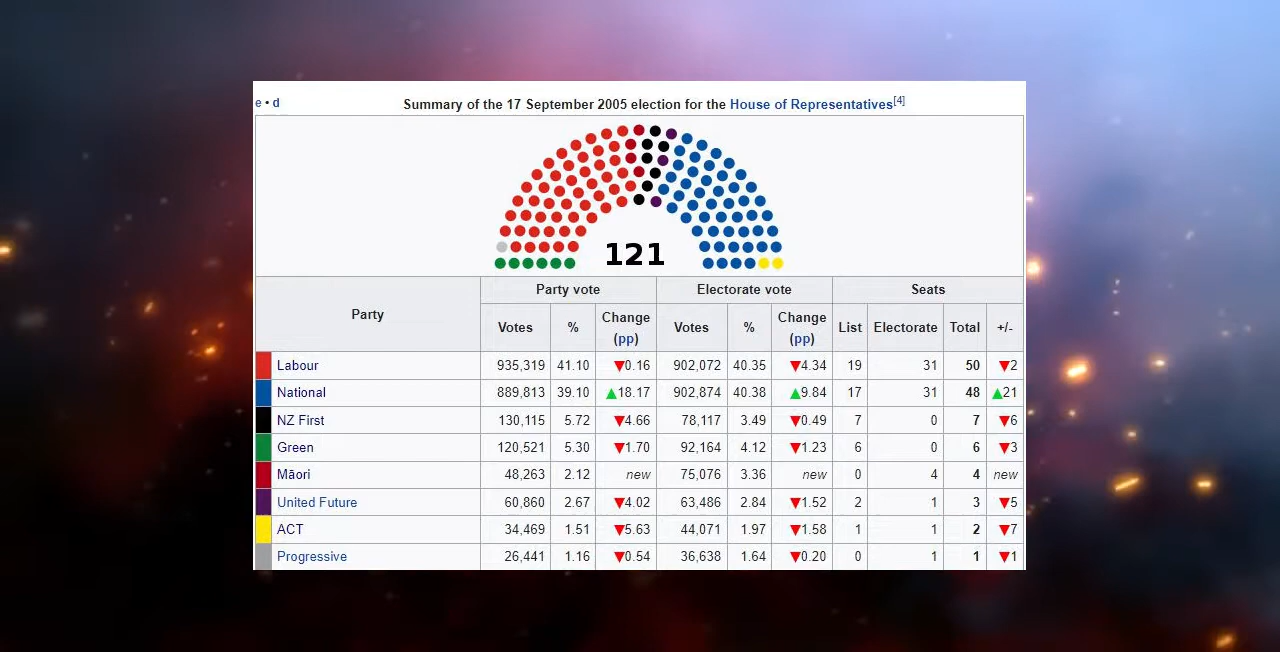 e • d Summary of the 17 September 2005 election for the House of Representatives[4]
121
Party Party vote Electorate vote Seats
Votes % Change (pp) Votes % Change (pp) List Electorate Total +/-
Labour 935,319 41.10 ▼0.16 902,072 40.35 ▼4.34 19 31 50 ▼2
National 889,813 39.10 ▲18.17 902,874 40.38 ▲9.84 17 31 48 ▲21
NZ First 130,115 5.72 ▼4.66 78,117 3.49 ▼0.49 7 0 7 ▼6
Green 120,521 5.30 ▼1.70 92,164 4.12 ▼1.23 6 0 6 ▼3
Māori 48,263 2.12 new 75,076 3.36 new 0 4 4 new
United Future 60,860 2.67 ▼4.02 63,486 2.84 ▼1.52 2 1 3 ▼5
ACT 34,469 1.51 ▼5.63 44,071 1.97 ▼1.58 1 1 2 ▼7
Progressive 26,441 1.16 ▼0.54 36,638 1.64 ▼0.20 0 1 1 ▼1